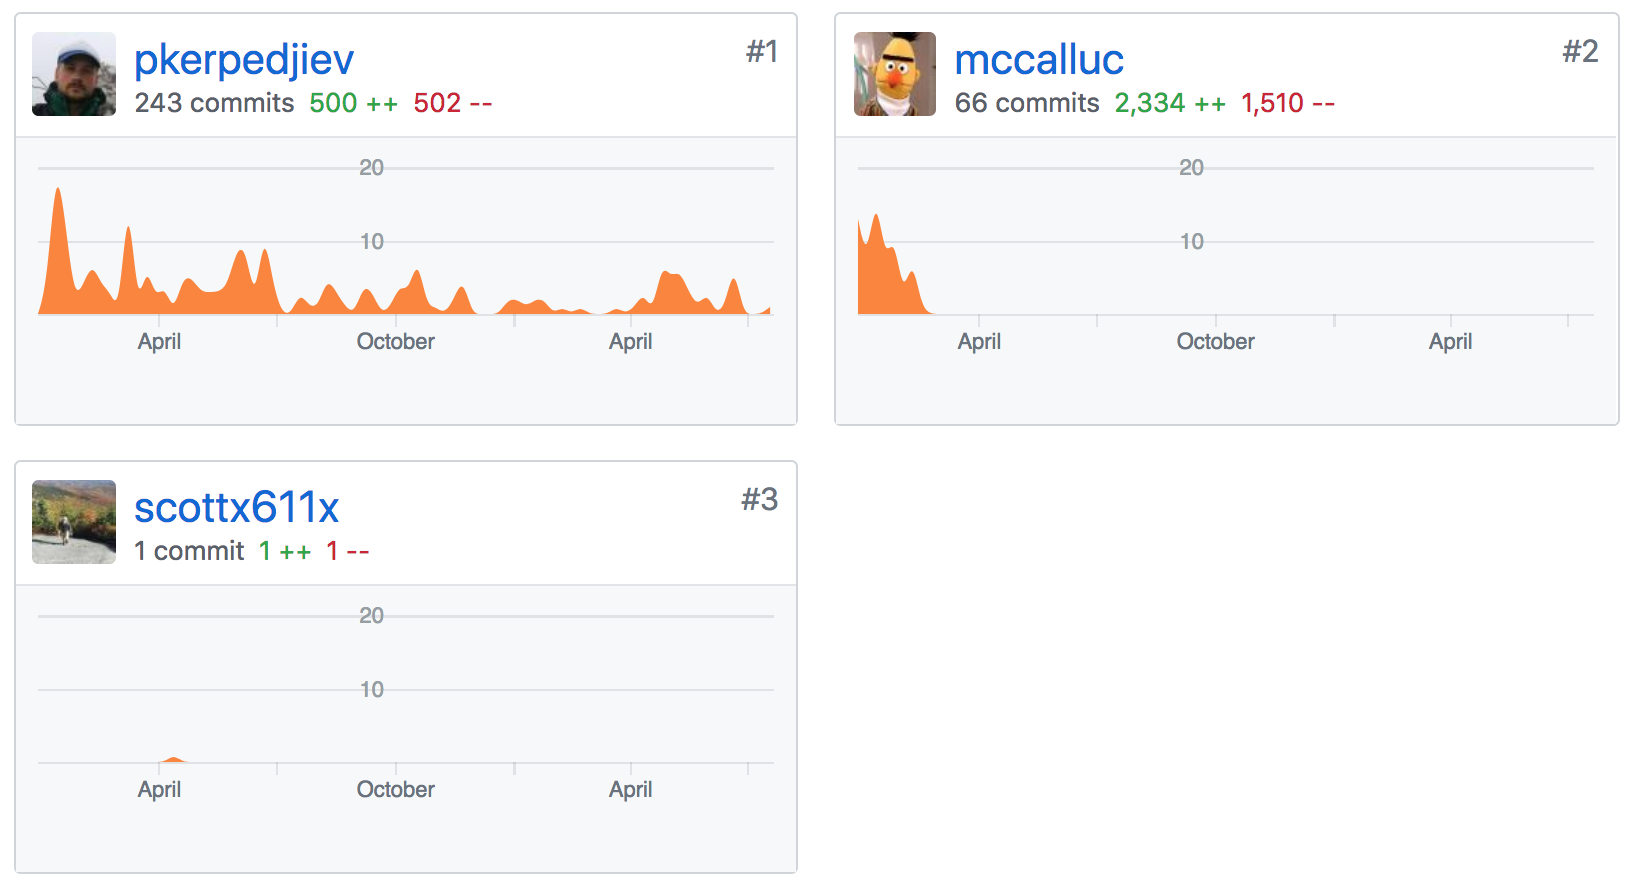 pkerpedjiev
#1
243 commits 500 ++ 502 --
20
10
April October April
mccalluc
#2
66 commits 2,334 ++ 1,510 --
20
10
April October April
scottx611x
#3
1 commit 1 ++ 1 --
20
10
April October April